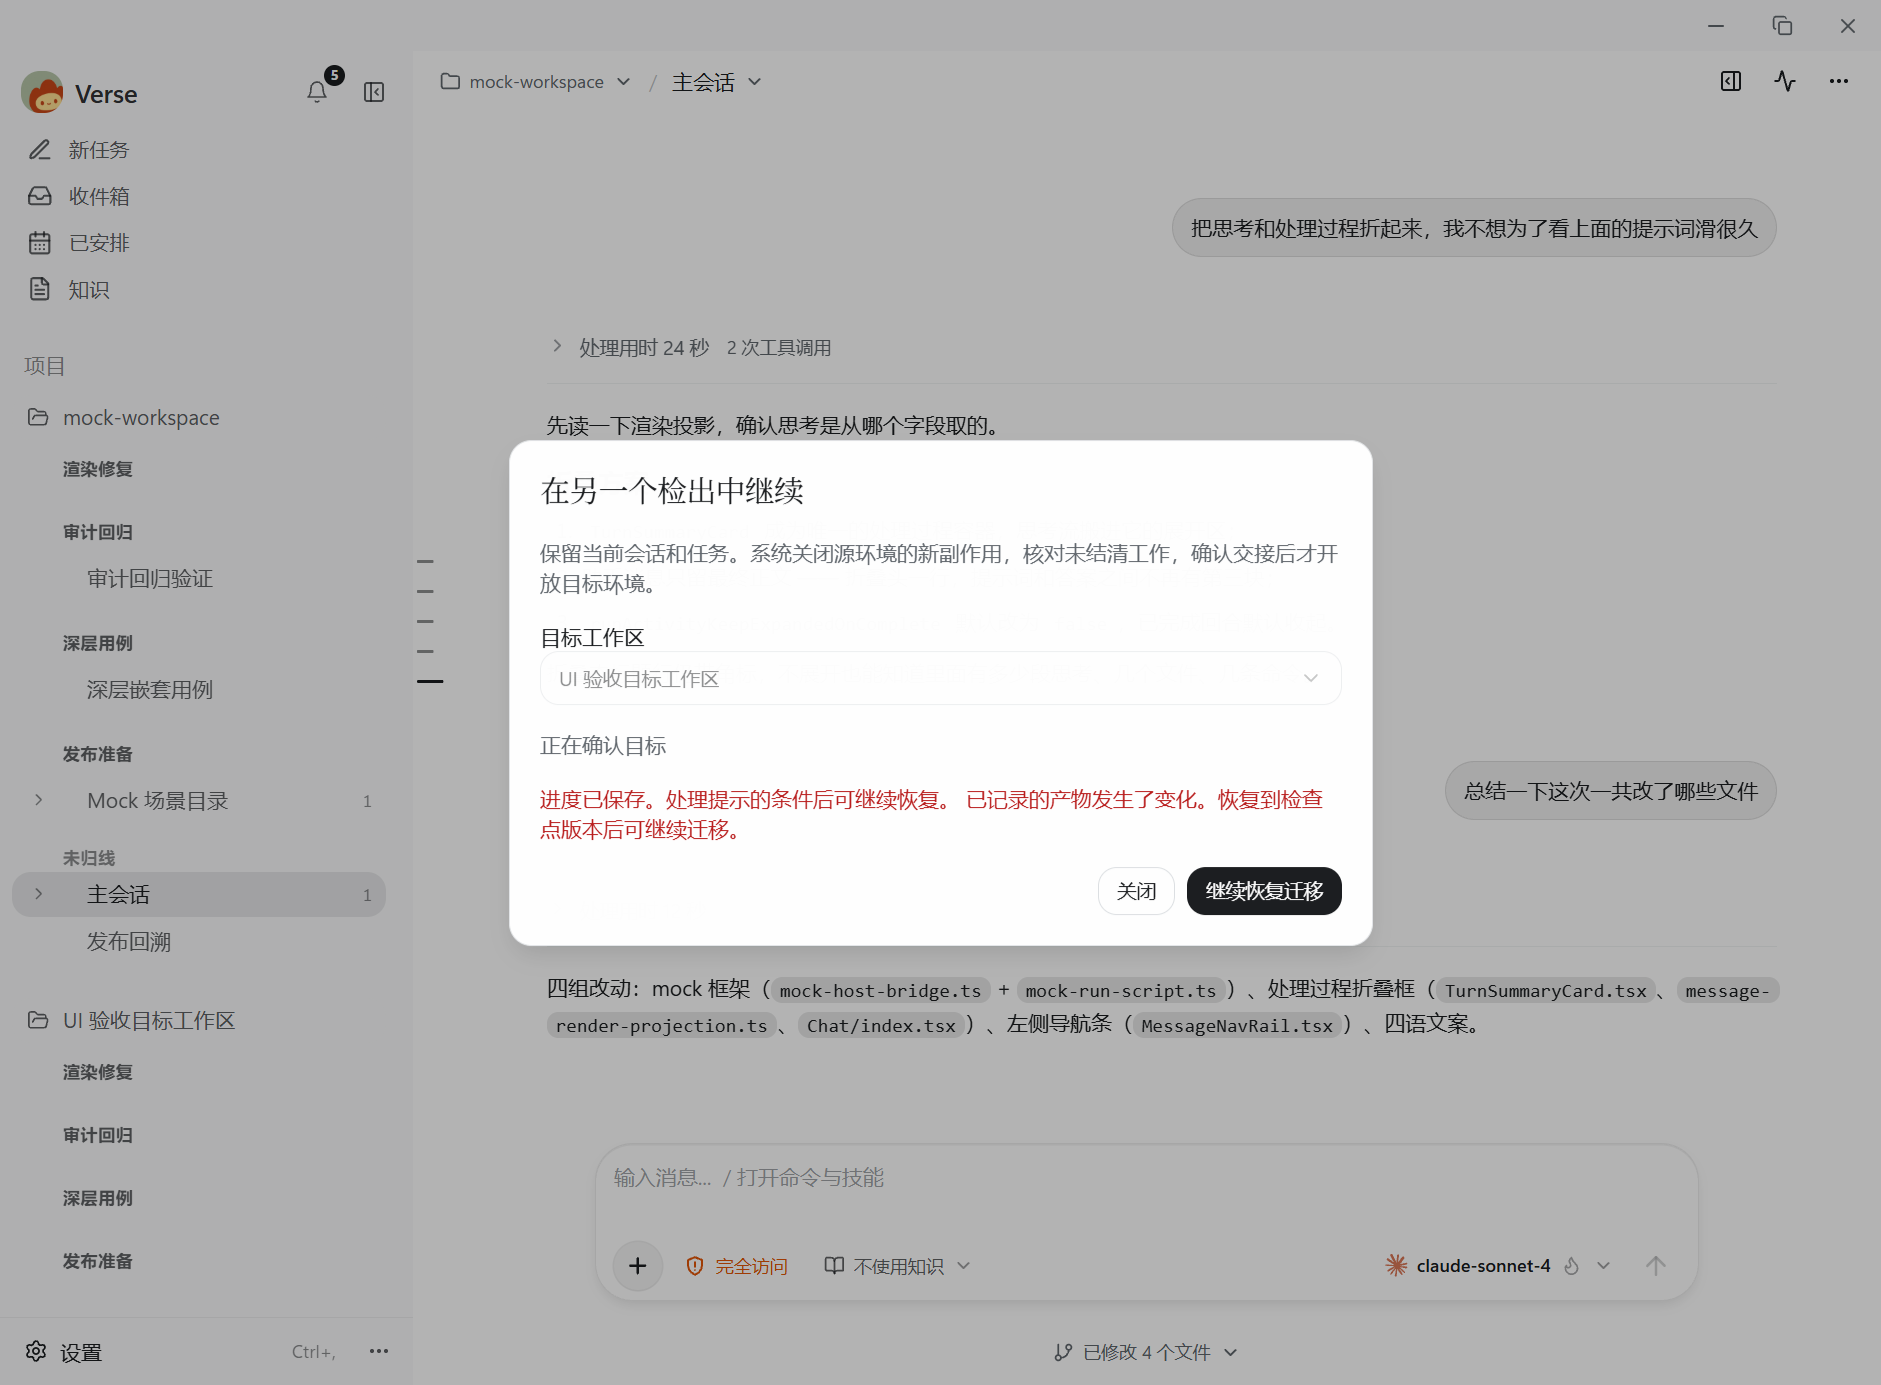 Verse
5
新任务
收件箱
已安排
知识
项目
mock-workspace
渲染修复
审计回归
审计回归验证
深层用例
深层嵌套用例
发布准备
Mock 场景目录 1
未归线
主会话 1
发布回溯
UI 验收目标工作区
渲染修复
审计回归
深层用例
发布准备
设置 Ctrl+,
mock-workspace / 主会话
把思考和处理过程折起来，我不想为了看上面的提示词滑很久
处理用时 24 秒 2 次工具调用
先读一下渲染投影，确认思考是从哪个字段取的。
在另一个检出中继续
保留当前会话和任务。系统关闭源环境的新副作用，核对未结清工作，确认交接后才开
放目标环境。
目标工作区
UI 验收目标工作区
正在确认目标
进度已保存。处理提示的条件后可继续恢复。 已记录的产物发生了变化。恢复到检查
点版本后可继续迁移。
关闭 继续恢复迁移
总结一下这次一共改了哪些文件
四组改动：mock 框架（mock-host-bridge.ts + mock-run-script.ts）、处理过程折叠框（TurnSummaryCard.tsx、message-
render-projection.ts、Chat/index.tsx）、左侧导航条（MessageNavRail.tsx）、四语文案。
输入消息... / 打开命令与技能
完全访问 不使用知识 claude-sonnet-4
已修改 4 个文件